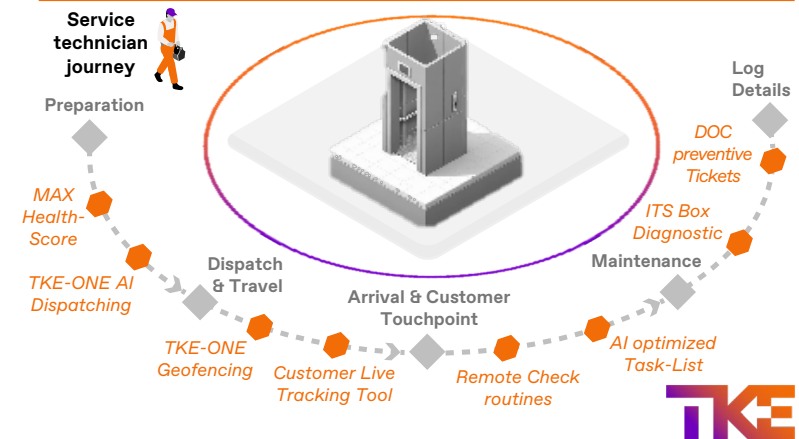 Service
technician
journey
Preparation
MAX
Health-
Score
TKE-ONE AI
Dispatching
Dispatch
& Travel
TKE-ONE
Geofencing
Customer Live
Tracking Tool
Arrival & Customer
Touchpoint
Remote Check
routines
AI optimized
Task-List
Maintenance
ITS Box
Diagnostic
DOC
preventive
Tickets
Log
Details
TKE